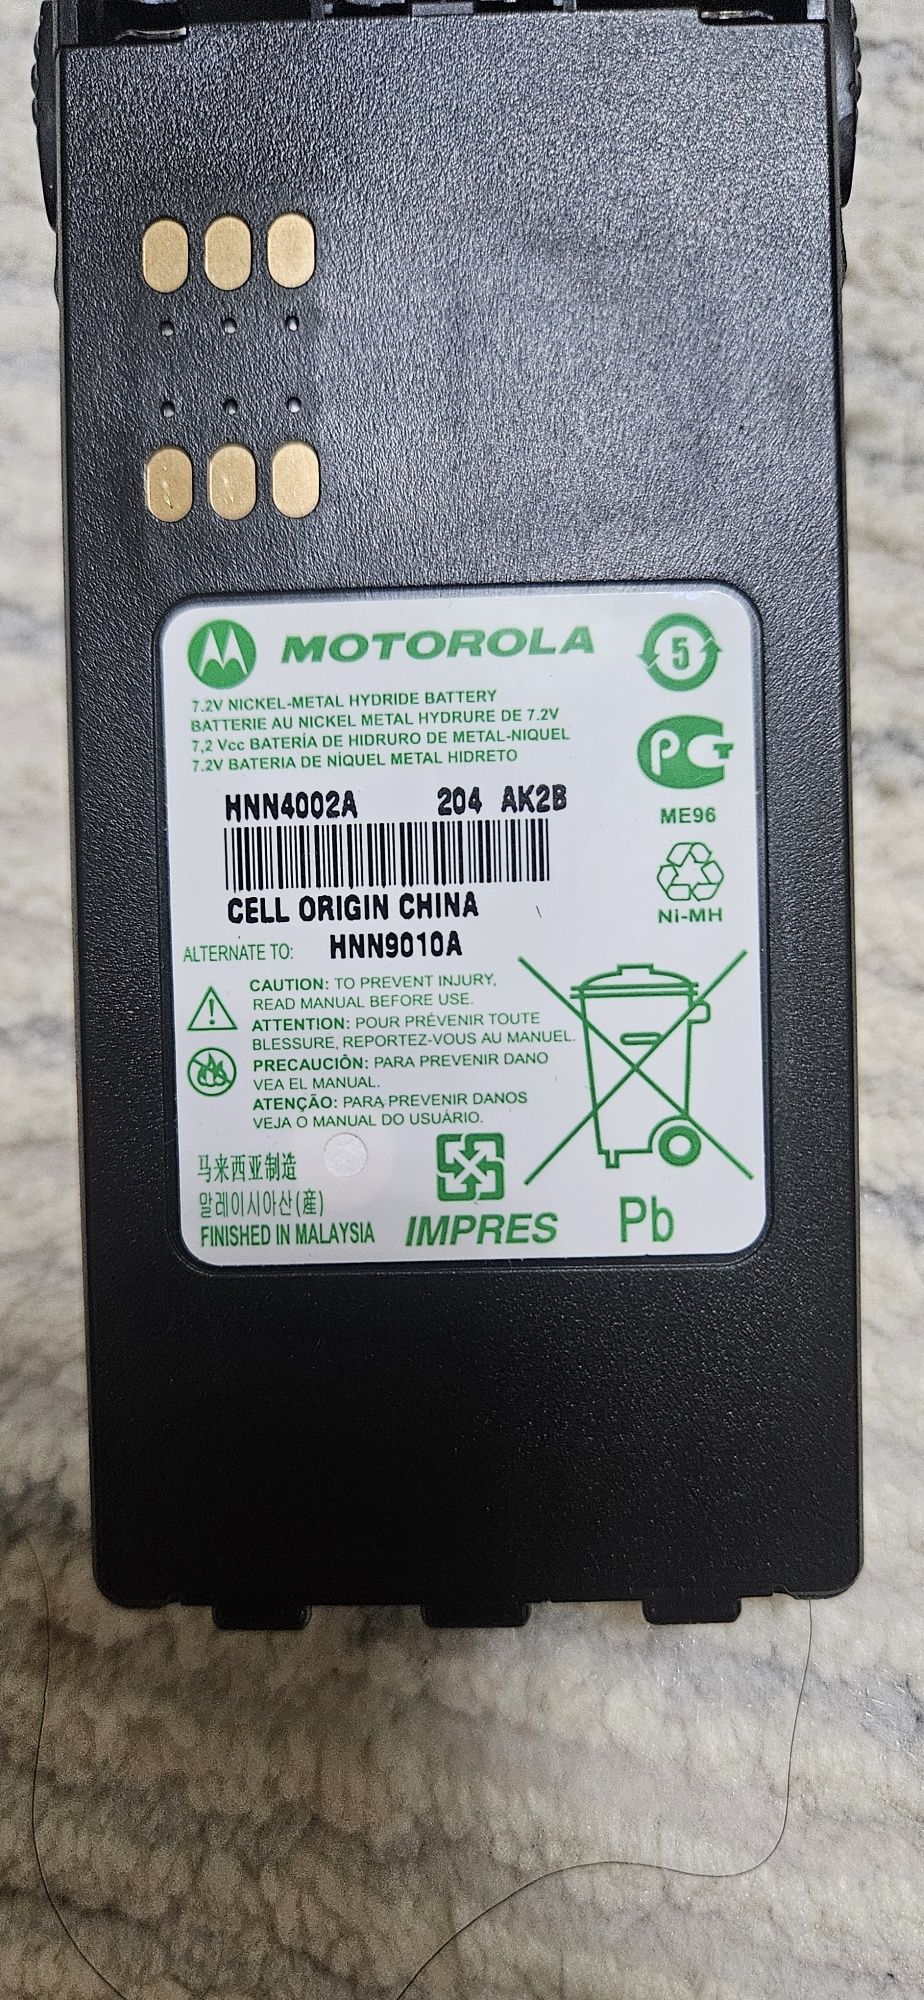 MOTOROLA
5
7.2V NICKEL-METAL HYDRIDE BATTERY
BATTERIE AU NICKEL METAL HYDRURE DE 7.2V
7,2 Vcc BATERÍA DE HIDRURO DE METAL-NIQUEL
7.2V BATERIA DE NÍQUEL METAL HIDRETO
PCT
ME96
HNN4002A 204 AK2B
Ni-MH
CELL ORIGIN CHINA
ALTERNATE TO: HNN9010A
CAUTION: TO PREVENT INJURY,
READ MANUAL BEFORE USE.
ATTENTION: POUR PRÉVENIR TOUTE
BLESSURE, REPORTEZ-VOUS AU MANUEL.
PRECAUCIÓN: PARA PREVENIR DANO
VEA EL MANUAL.
ATENÇÃO: PARA PREVENIR DANOS
VEJA O MANUAL DO USUÁRIO.
马来西亚制造
말레이시아산(産)
FINISHED IN MALAYSIA
IMPRES
Pb